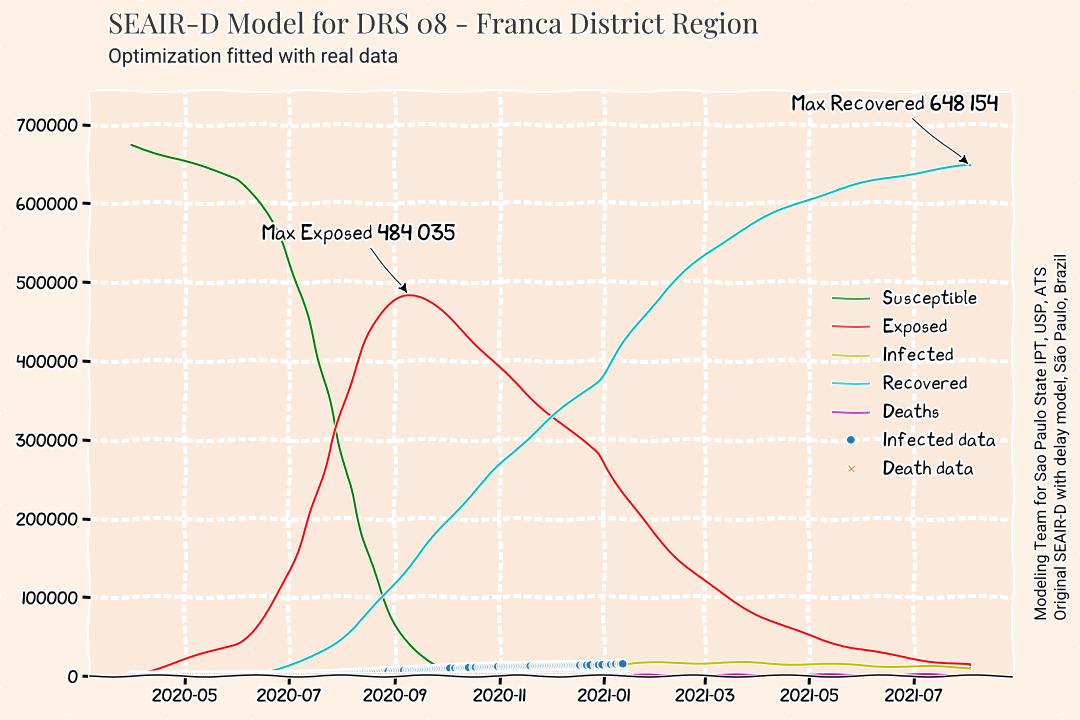 SEAIR-D Model for DRS 08 - Franca District Region
Optimization fitted with real data
Max Recovered 648 154
Max Exposed 484 035
700000
600000
500000
400000
300000
200000
100000
0
2020-05
2020-07
2020-09
2020-11
2021-01
2021-03
2021-05
2021-07
Susceptible
Exposed
Infected
Recovered
Deaths
Infected data
Death data
Modeling Team for Sao Paulo State IPT, USP, ATS
Original SEAIR-D with delay model, São Paulo, Brazil